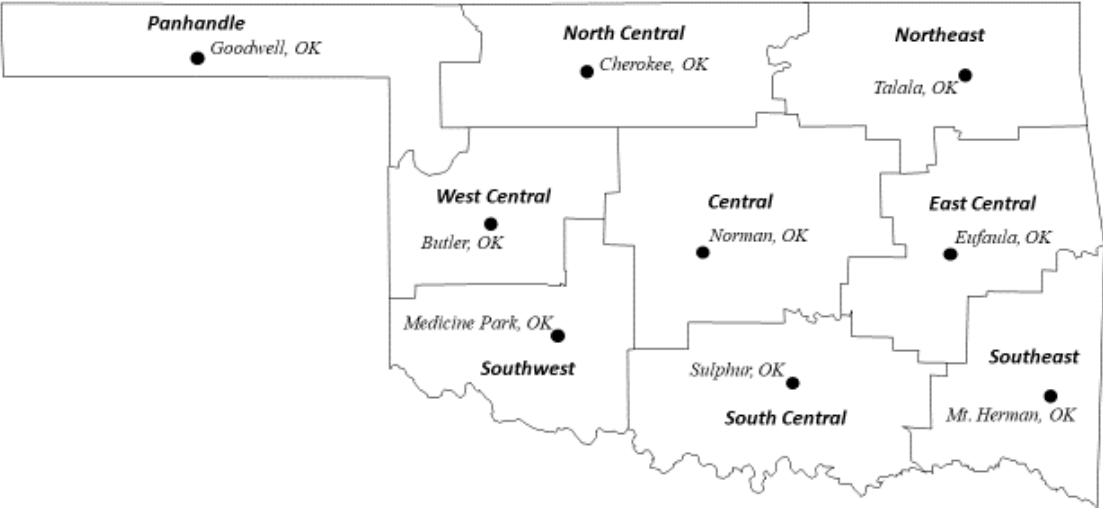 Panhandle
Goodwell, OK
North Central
Cherokee, OK
Northeast
Talala, OK
West Central
Butler, OK
Central
Norman, OK
East Central
Eufaula, OK
Medicine Park, OK
Southwest
Sulphur, OK
South Central
Southeast
Mt. Herman, OK